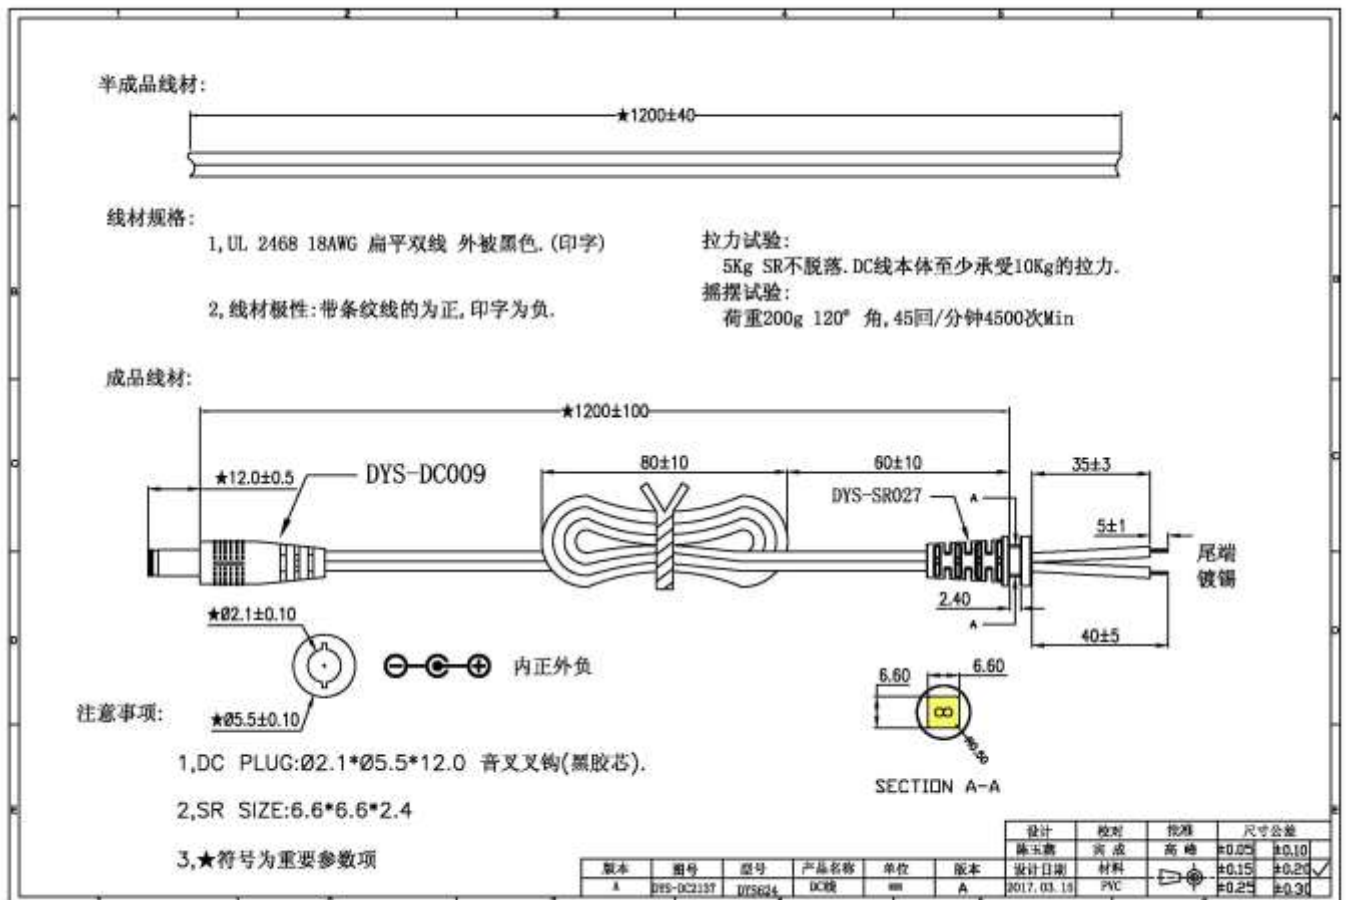 半成品线材:
★1200±40
线材规格:
1,UL 2468 18AWG 扁平双线 外被黑色.(印字)
2,线材极性:带条纹线的为正,印字为负.
拉力试验:
5Kg SR不脱落.DC线本体至少承受10Kg的拉力.
摇摆试验:
荷重200g 120° 角,45回/分钟4500次Min
成品线材:
★1200±100
★12.0±0.5
DYS-DC009
80±10
60±10
35±3
DYS-SR027
A
5±1
尾端
镀锡
2.40
A
40±5
★Ø2.1±0.10
内正外负
★Ø5.5±0.10
6.60
6.60
R0.50
SECTION A-A
注意事项:
1,DC PLUG:Ø2.1*Ø5.5*12.0 音叉叉钩(黑胶芯).
2,SR SIZE:6.6*6.6*2.4
3,★符号为重要参数项
设计 校对 批准 尺寸公差
陈玉燕 成 高峰 ±0.05 ±0.10
版本 图号 型号 产品名称 单位 版本 设计日期 材料 ±0.15 ±0.20
A DYS-DC2137 DYS624 DC线 mm A 2017.03.15 PVC ±0.25 ±0.30